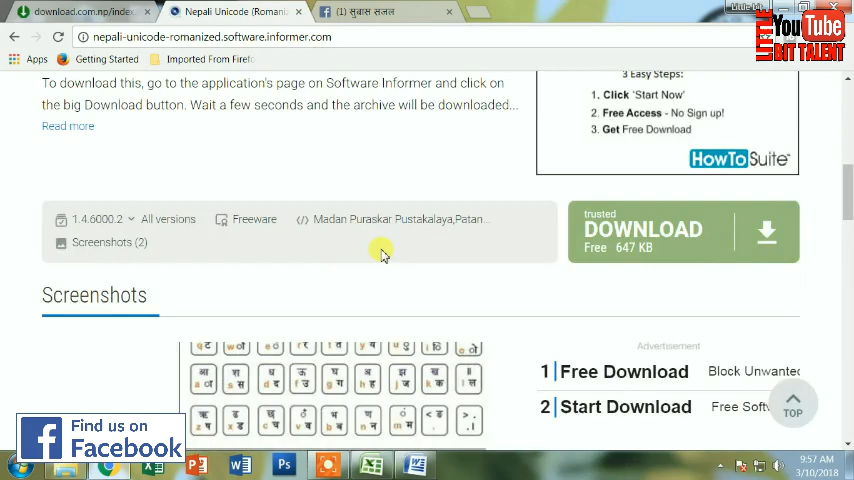 download.com.np/index.
Nepali Unicode (Romaniz
(1) सुबास सजल
nepali-unicode-romanized.software.informer.com
Apps
Getting Started
Imported From Firefo
LITTLE
YouTube
BIT TALENT
To download this, go to the application's page on Software Informer and click on
the big Download button. Wait a few seconds and the archive will be downloaded...
Read more
3 Easy Steps:
1. Click 'Start Now'
2. Free Access - No Sign up!
3. Get Free Download
HowToSuite
1.4.6000.2 All versions Freeware </> Madan Puraskar Pustakalaya,Patan...
Screenshots (2)
trusted
DOWNLOAD
Free 647 KB
Screenshots
q ट w ौ e े r र् t त y य u ु i ि o ो
आ श ध ऊ घ अ झ ख ॥
a ा s स d द f उ g ग h ह j ज k क l ल
ऋ ढ छ ँ भ ण ं < ङ > .
z ष x ड c च v व b ब n न m म , . ।
Advertisement
1 Free Download Block Unwanted
2 Start Download Free Softw
TOP
Find us on
Facebook
9:57 AM
3/10/2018